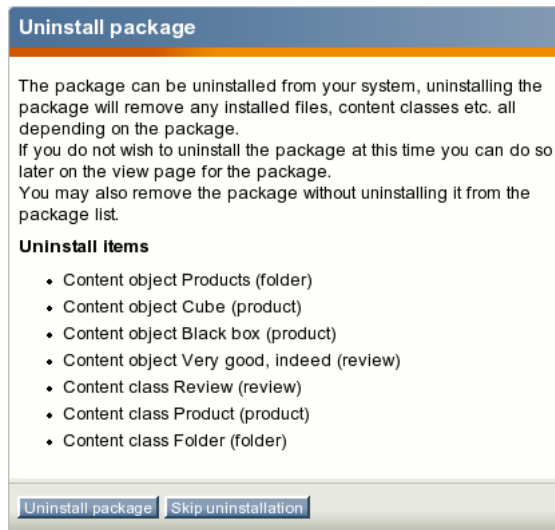 Uninstall package
The package can be uninstalled from your system, uninstalling the
package will remove any installed files, content classes etc. all
depending on the package.
If you do not wish to uninstall the package at this time you can do so
later on the view page for the package.
You may also remove the package without uninstalling it from the
package list.
Uninstall items
• Content object Products (folder)
• Content object Cube (product)
• Content object Black box (product)
• Content object Very good, indeed (review)
• Content class Review (review)
• Content class Product (product)
• Content class Folder (folder)
Uninstall package Skip uninstallation